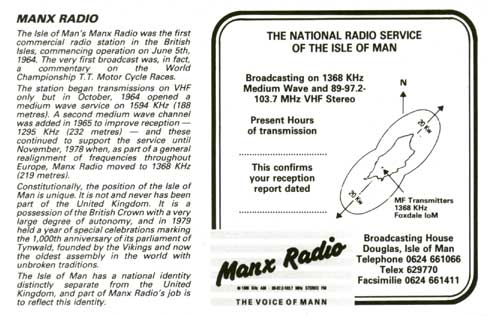 MANX RADIO
The Isle of Man's Manx Radio was the first
commercial radio station in the British
Isles, commencing operation on June 5th,
1964. The very first broadcast was, in fact,
a commentary on the World
Championship T.T. Motor Cycle Races.
The station began transmissions on VHF
only but in October, 1964 opened a
medium wave service on 1594 KHz (188
metres). A second medium wave channel
was added in 1965 to improve reception —
1295 KHz (232 metres) — and these
continued to support the service until
November, 1978 when, as part of a general
realignment of frequencies throughout
Europe, Manx Radio moved to 1368 KHz
(219 metres).
Constitutionally, the position of the Isle of
Man is unique. It is not and never has been
part of the United Kingdom. It is a
possession of the British Crown with a very
large degree of autonomy, and in 1979
held a year of special celebrations marking
the 1,000th anniversary of its parliament of
Tynwald, founded by the Vikings and now
the oldest assembly in the world with
unbroken traditions.
The Isle of Man has a national identity
distinctly separate from the United
Kingdom, and part of Manx Radio's job is
to reflect this identity.
THE NATIONAL RADIO SERVICE
OF THE ISLE OF MAN
Broadcasting on 1368 KHz
Medium Wave and 89-97.2-
103.7 MHz VHF Stereo
Present Hours
of transmission
This confirms
your reception
report dated
N
20 KW
20 KW
MF Transmitters
1368 KHz
Foxdale IoM
Manx Radio
THE VOICE OF MANN
Broadcasting House
Douglas, Isle of Man
Telephone 0624 661066
Telex 629770
Facsimilie 0624 661411